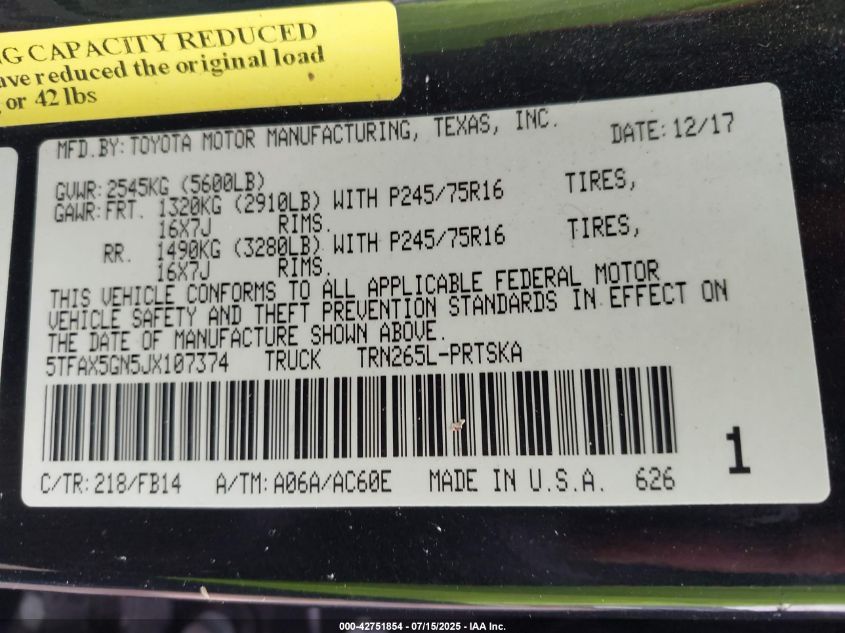 NG CAPACITY REDUCED
ave reduced the original load
or 42 lbs
MFD.BY:TOYOTA MOTOR MANUFACTURING, TEXAS, INC. DATE:12/17
GVWR:2545KG (5600LB)
GAWR:FRT. 1320KG (2910LB) WITH P245/75R16 TIRES,
16X7J RIMS.
RR. 1490KG (3280LB) WITH P245/75R16 TIRES,
16X7J RIMS.
THIS VEHICLE CONFORMS TO ALL APPLICABLE FEDERAL MOTOR
VEHICLE SAFETY AND THEFT PREVENTION STANDARDS IN EFFECT ON
THE DATE OF MANUFACTURE SHOWN ABOVE.
5TFAX5GN5JX107374 TRUCK TRN265L-PRTSKA
C/TR:218/FB14 A/TM:A06A/AC60E MADE IN U.S.A. 626
1
000-42751854 - 07/15/2025 - IAA Inc.